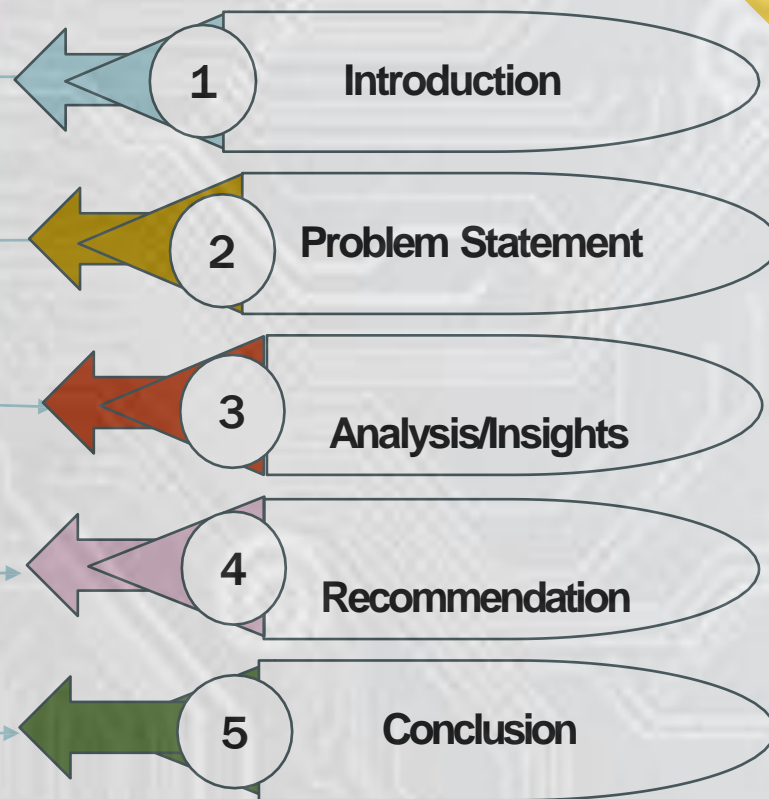 1 Introduction
2 Problem Statement
3 Analysis/Insights
4 Recommendation
5 Conclusion